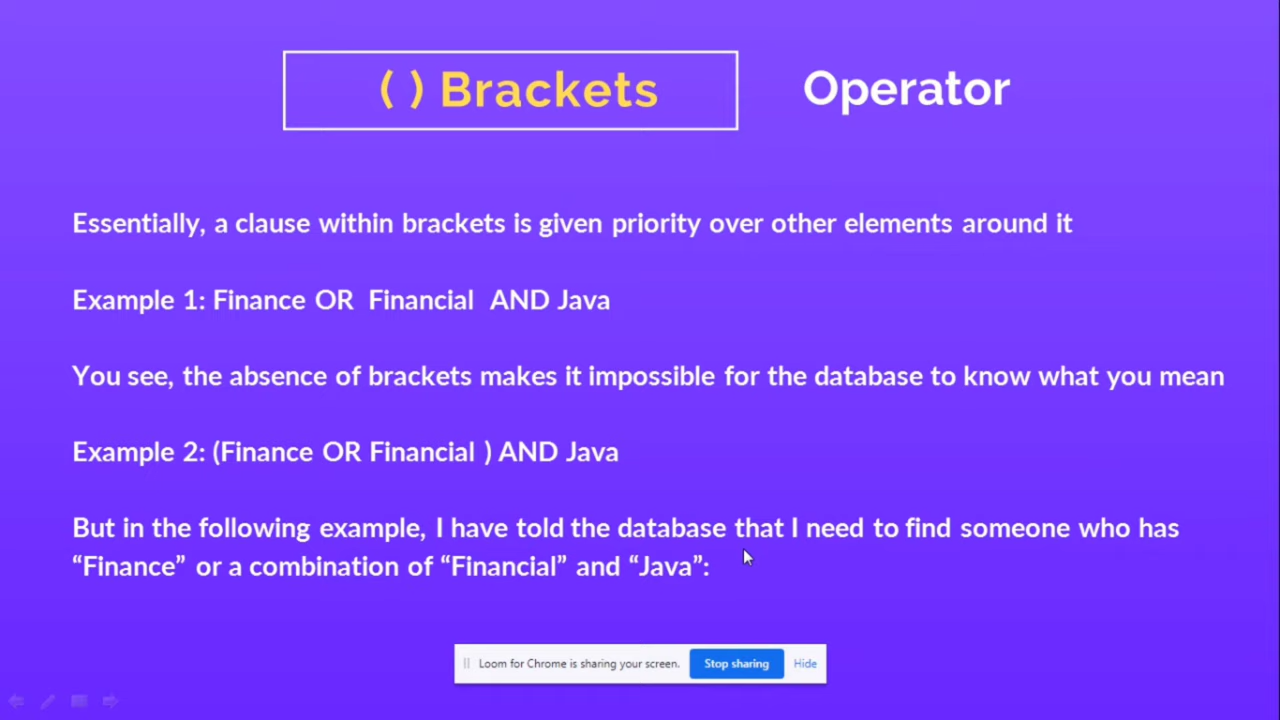 ( ) Brackets Operator
Essentially, a clause within brackets is given priority over other elements around it
Example 1: Finance OR Financial AND Java
You see, the absence of brackets makes it impossible for the database to know what you mean
Example 2: (Finance OR Financial ) AND Java
But in the following example, I have told the database that I need to find someone who has
“Finance” or a combination of “Financial” and “Java”:
Loom for Chrome is sharing your screen. Stop sharing Hide